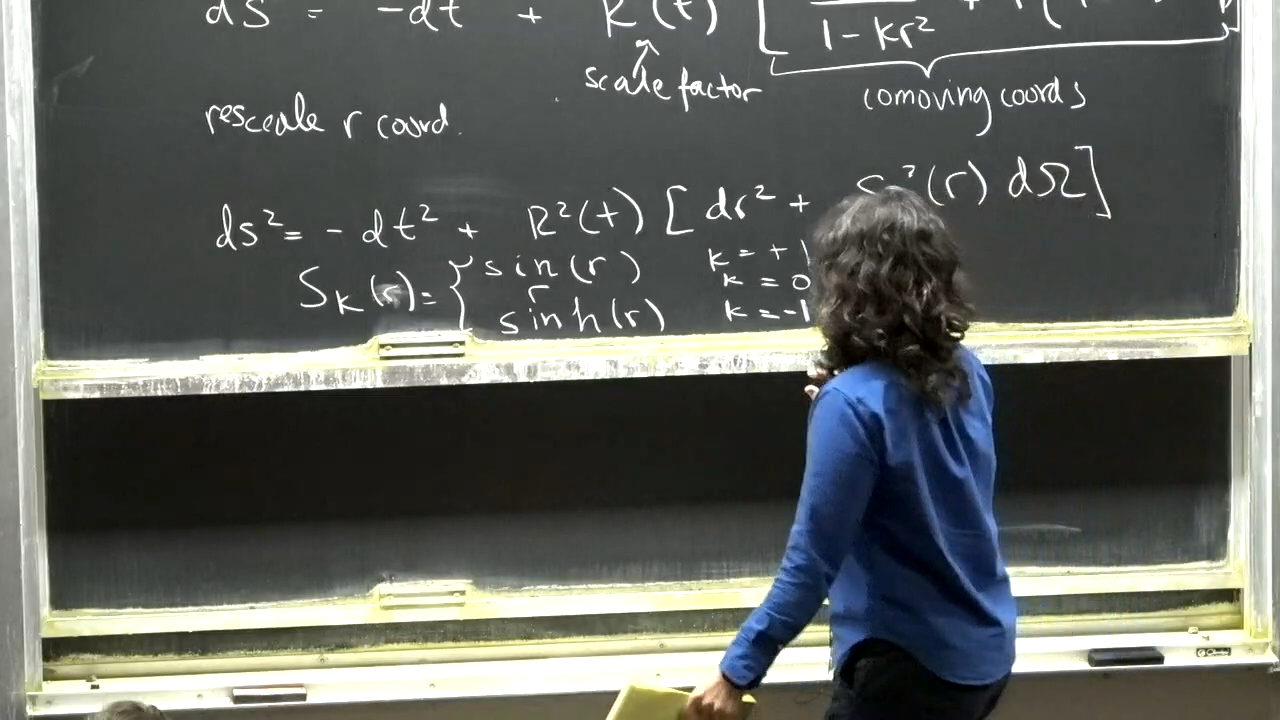 ds = -dt + R(t) [ 1 - kr²
scale factor
comoving coords
rescale r coord.
ds² = - dt² + R²(t) [ dr² + S²(r) dΩ ]
S_k(r) = { sin(r) k = +1
r k = 0
sinh(r) k = -1